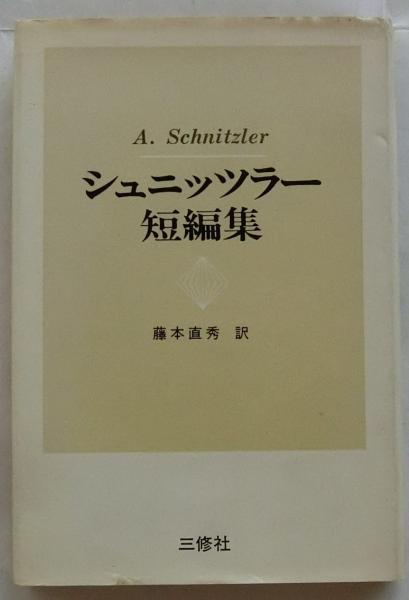 A. Schnitzler
シュニッツラー
短編集
藤本直秀 訳
三修社